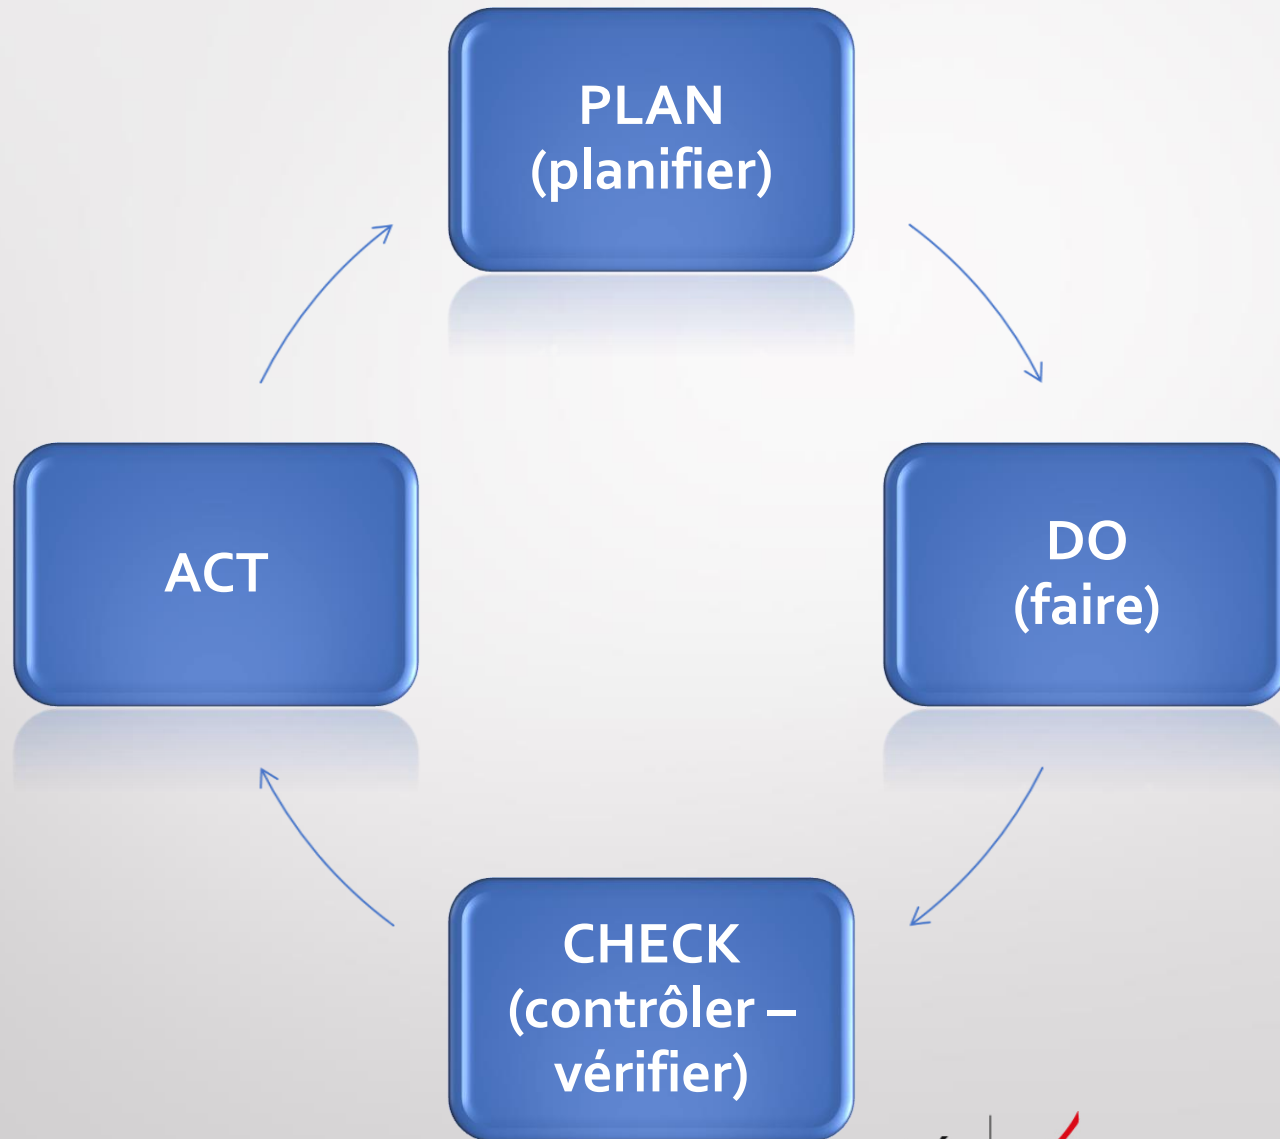 PLAN
(planifier)
DO
(faire)
CHECK
(contrôler –
vérifier)
ACT